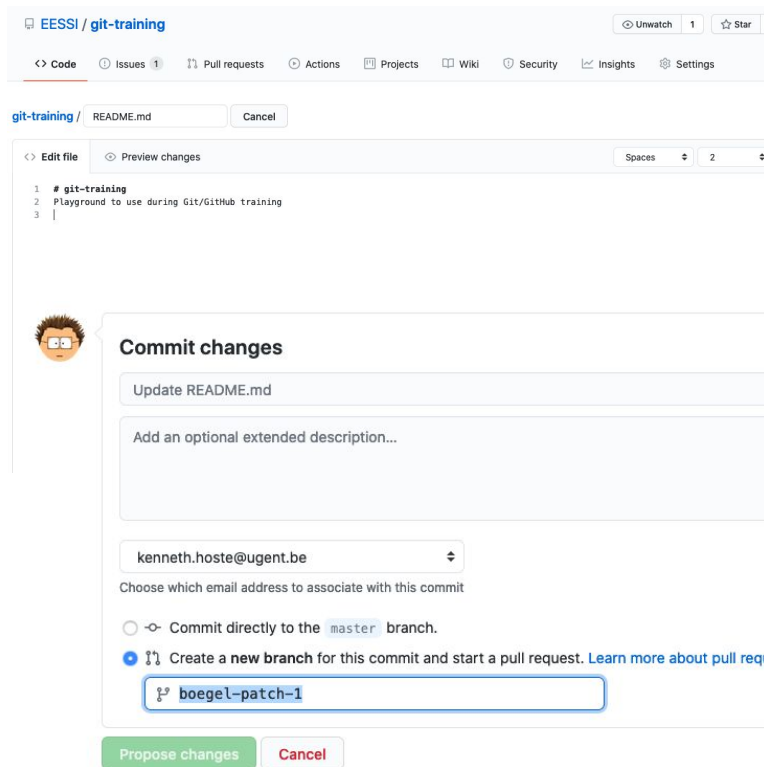 EESSI / git-training
Unwatch 1 Star
Code Issues 1 Pull requests Actions Projects Wiki Security Insights Settings
git-training / README.md Cancel
Edit file Preview changes Spaces 2
1 # git-training
2 Playground to use during Git/GitHub training
3
Commit changes
Update README.md
Add an optional extended description...
kenneth.hoste@ugent.be
Choose which email address to associate with this commit
Commit directly to the master branch.
Create a new branch for this commit and start a pull request. Learn more about pull requ
boegel-patch-1
Propose changes Cancel